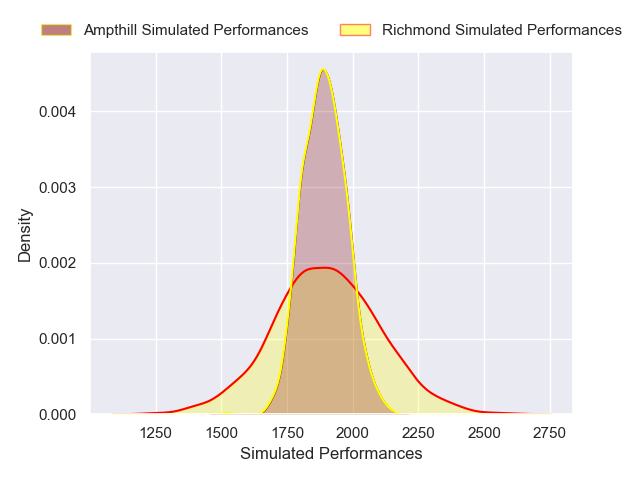 Ampthill Simulated Performances Richmond Simulated Performances
0.004
0.003
0.002
0.001
0.000
Density
1250 1500 1750 2000 2250 2500 2750
Simulated Performances